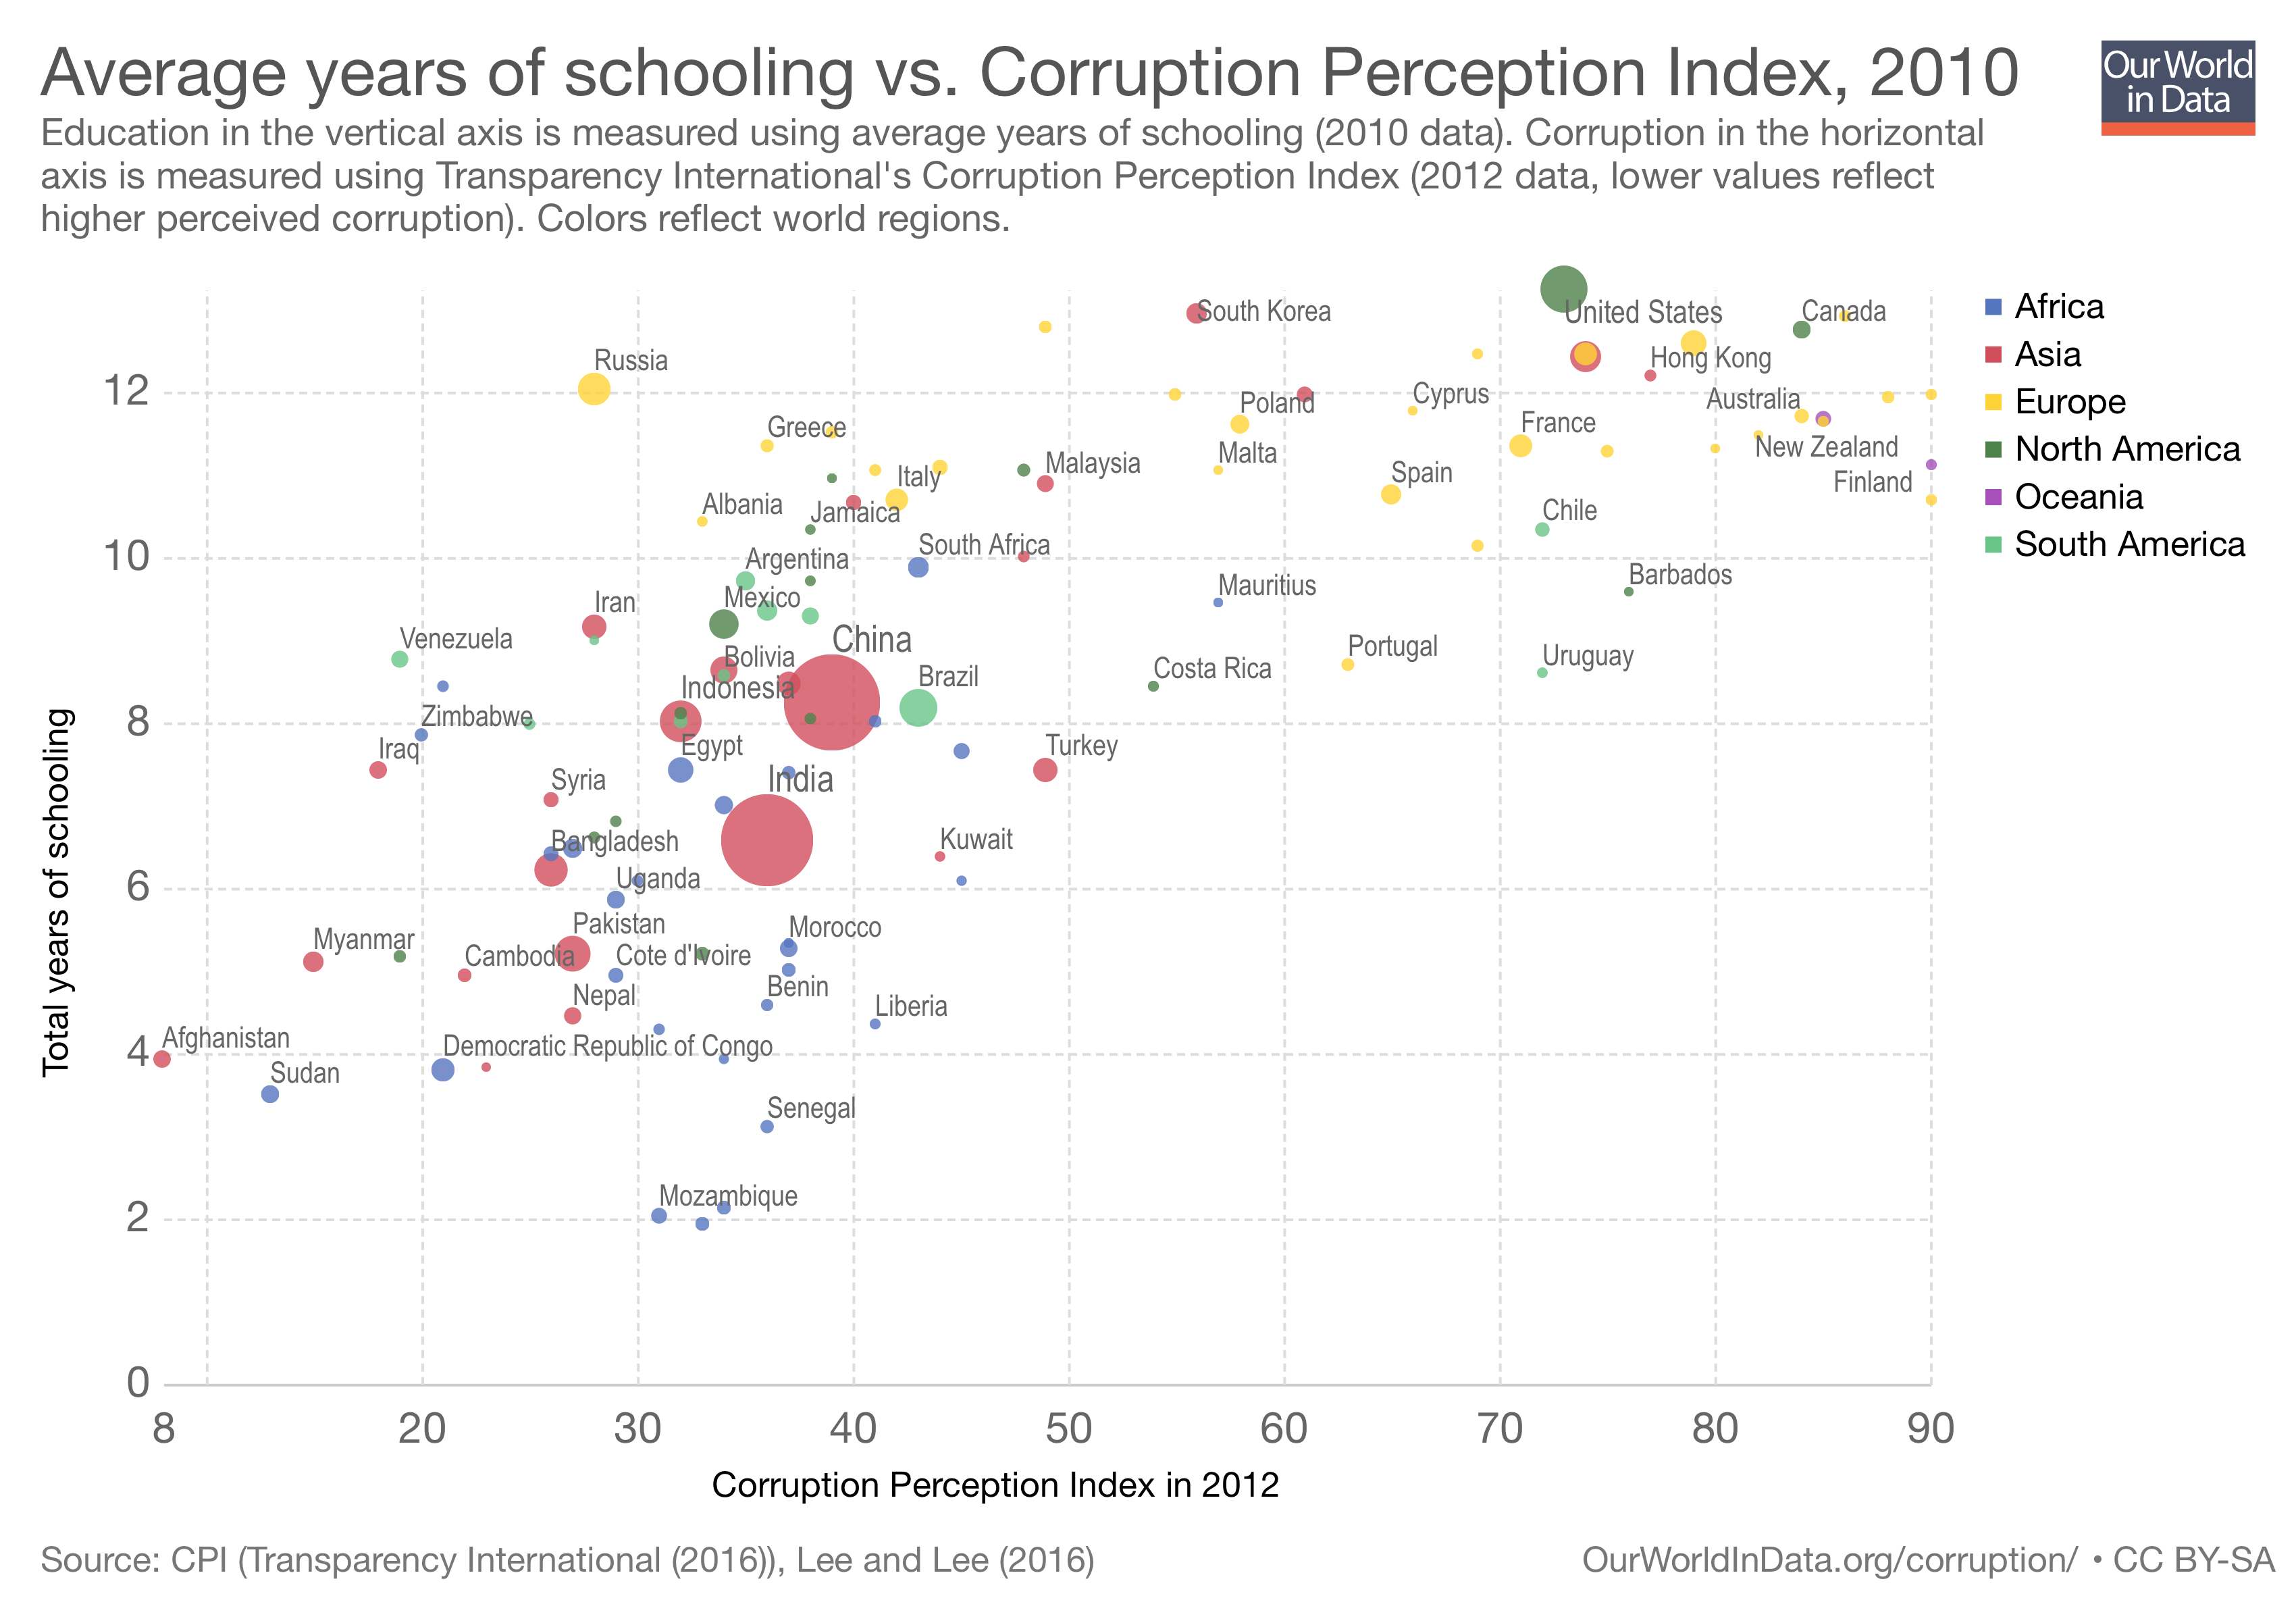 Average years of schooling vs. Corruption Perception Index, 2010
Our World
in Data
Education in the vertical axis is measured using average years of schooling (2010 data). Corruption in the horizontal
axis is measured using Transparency International's Corruption Perception Index (2012 data, lower values reflect
higher perceived corruption). Colors reflect world regions.
Africa
Asia
Europe
North America
Oceania
South America
Total years of schooling
12
10
8
6
4
2
0
South Korea
United States
Canada
Russia
Hong Kong
Cyprus
Australia
Poland
Greece
France
New Zealand
Malta
Malaysia
Italy
Spain
Finland
Albania
Jamaica
Chile
South Africa
Argentina
Barbados
Mauritius
Mexico
Iran
Venezuela
China
Portugal
Bolivia
Uruguay
Costa Rica
Brazil
Indonesia
Zimbabwe
Iraq
Egypt
Turkey
Syria
India
Bangladesh
Kuwait
Uganda
Pakistan
Morocco
Myanmar
Cambodia
Cote d'Ivoire
Nepal
Benin
Liberia
Afghanistan
Democratic Republic of Congo
Sudan
Senegal
Mozambique
8
20
30
40
50
60
70
80
90
Corruption Perception Index in 2012
Source: CPI (Transparency International (2016)), Lee and Lee (2016)
OurWorldInData.org/corruption/ • CC BY-SA